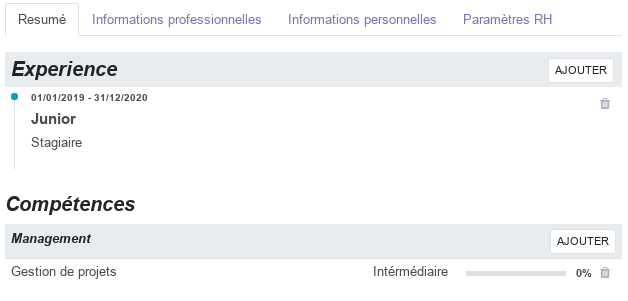 Resumé Informations professionnelles Informations personnelles Paramètres RH
Experience AJOUTER
01/01/2019 - 31/12/2020
Junior
Stagiaire
Compétences
Management AJOUTER
Gestion de projets Intérmédiaire 0%